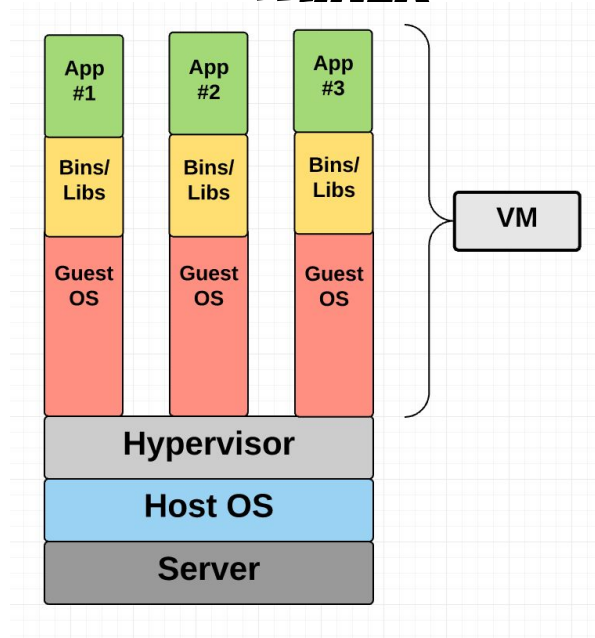 App
#1
App
#2
App
#3
Bins/
Libs
Bins/
Libs
Bins/
Libs
VM
Guest
OS
Guest
OS
Guest
OS
Hypervisor
Host OS
Server